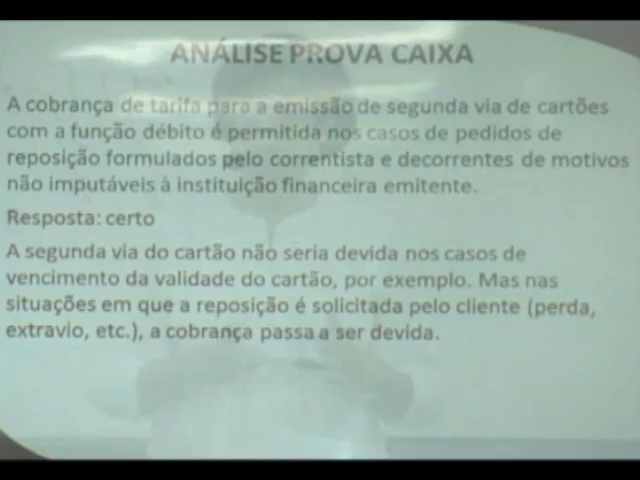 ANÁLISE PROVA CAIXA
A cobrança de tarifa para a emissão de segunda via de cartões
com a função débito é permitida nos casos de pedidos de
reposição formulados pelo correntista e decorrentes de motivos
não imputáveis à instituição financeira emitente.
Resposta: certo
A segunda via do cartão não seria devida nos casos de
vencimento da validade do cartão, por exemplo. Mas nas
situações em que a reposição é solicitada pelo cliente (perda,
extravio, etc.), a cobrança passa a ser devida.